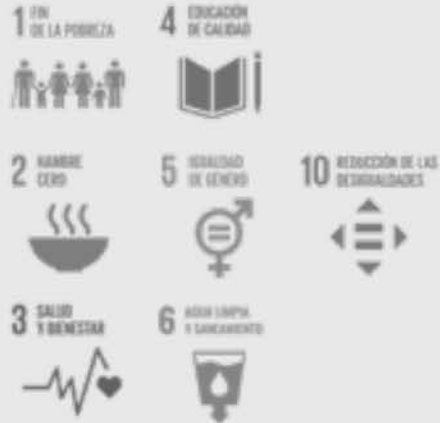 1 FIN
DE LA POBREZA
4 EDUCACIÓN
DE CALIDAD
2 HAMBRE
CERO
5 IGUALDAD
DE GÉNERO
10 REDUCCIÓN DE LAS
DESIGUALDADES
3 SALUD
Y BIENESTAR
6 AGUA LIMPIA
Y SANEAMIENTO